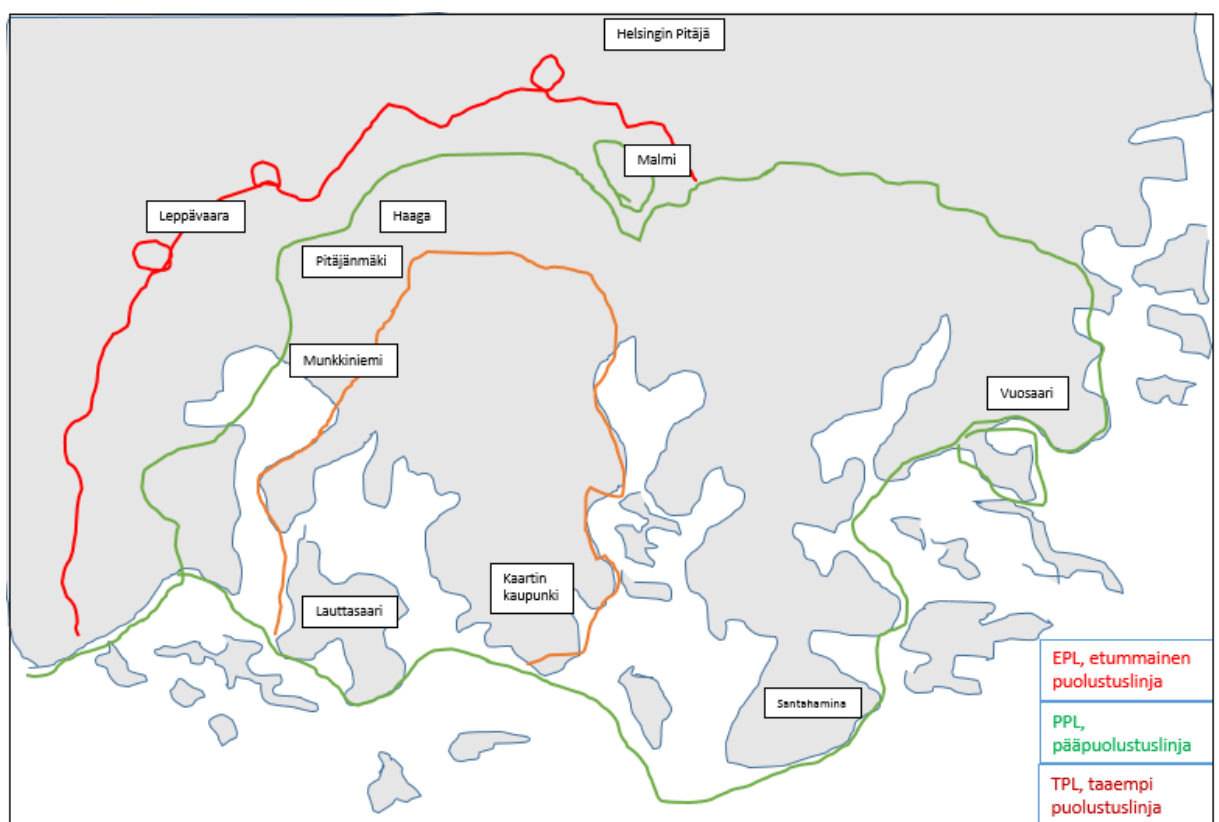 Helsingin Pitäjä
Malmi
Leppävaara
Haaga
Pitäjänmäki
Munkkiniemi
Vuosaari
Kaartin
kaupunki
Lauttasaari
Santahamina
EPL, etummainen
puolustuslinja
PPL,
pääpuolustuslinja
TPL, taaempi
puolustuslinja